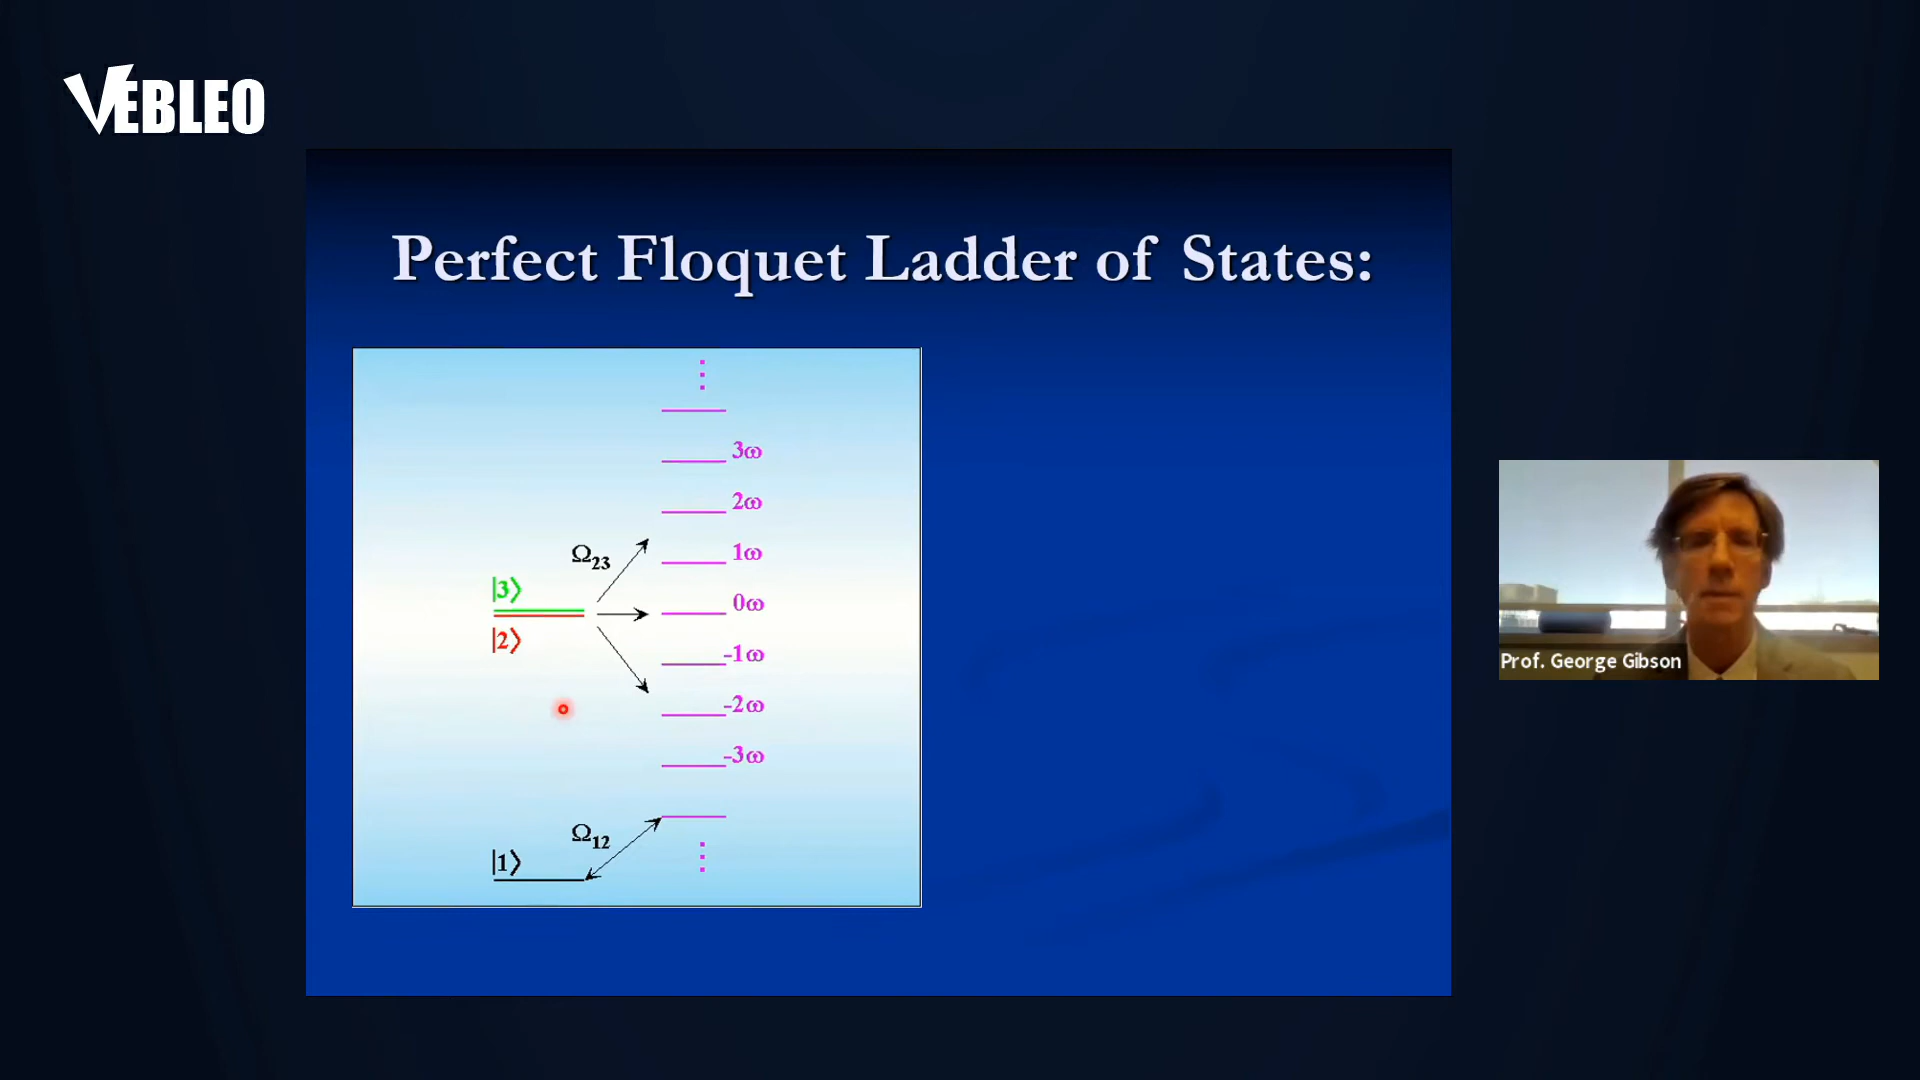 VEBLEO
Perfect Floquet Ladder of States:
3ω
2ω
1ω
0ω
-1ω
-2ω
-3ω
Ω23
|3⟩
|2⟩
Ω12
|1⟩
Prof. George Gibson